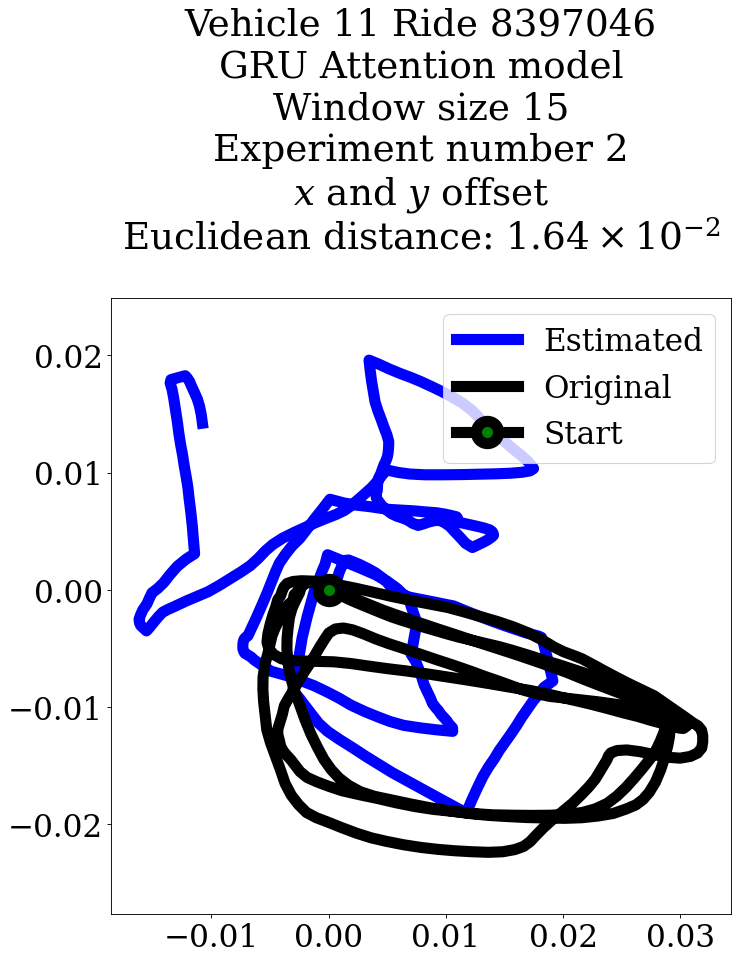 Vehicle 11 Ride 8397046
GRU Attention model
Window size 15
Experiment number 2
x and y offset
Euclidean distance: 1.64 × 10⁻²
Estimated
Original
Start
0.02
0.01
0.00
−0.01
−0.02
−0.01 0.00 0.01 0.02 0.03